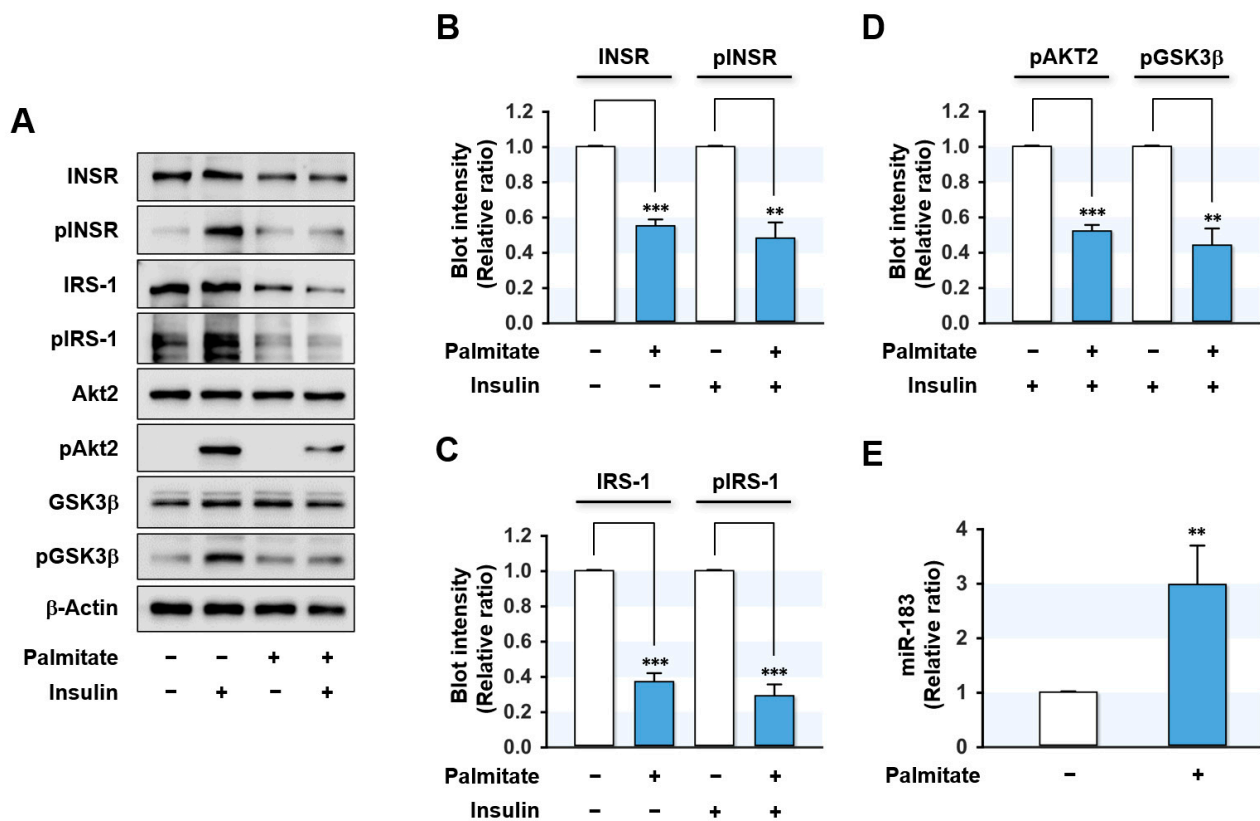 A
INSR
pINSR
IRS-1
pIRS-1
Akt2
pAkt2
GSK3β
pGSK3β
β-Actin
Palmitate − − + +
Insulin − + − +
B
INSR pINSR
Blot intensity
(Relative ratio)
1.2
1.0
0.8
0.6
0.4
0.2
0.0
*** **
Palmitate − + − +
Insulin − − + +
C
IRS-1 pIRS-1
Blot intensity
(Relative ratio)
1.2
1.0
0.8
0.6
0.4
0.2
0.0
*** ***
Palmitate − + − +
Insulin − − + +
D
pAKT2 pGSK3β
Blot intensity
(Relative ratio)
1.2
1.0
0.8
0.6
0.4
0.2
0.0
*** **
Palmitate − + − +
Insulin + + + +
E
miR-183
(Relative ratio)
4
3
2
1
0
**
Palmitate − +